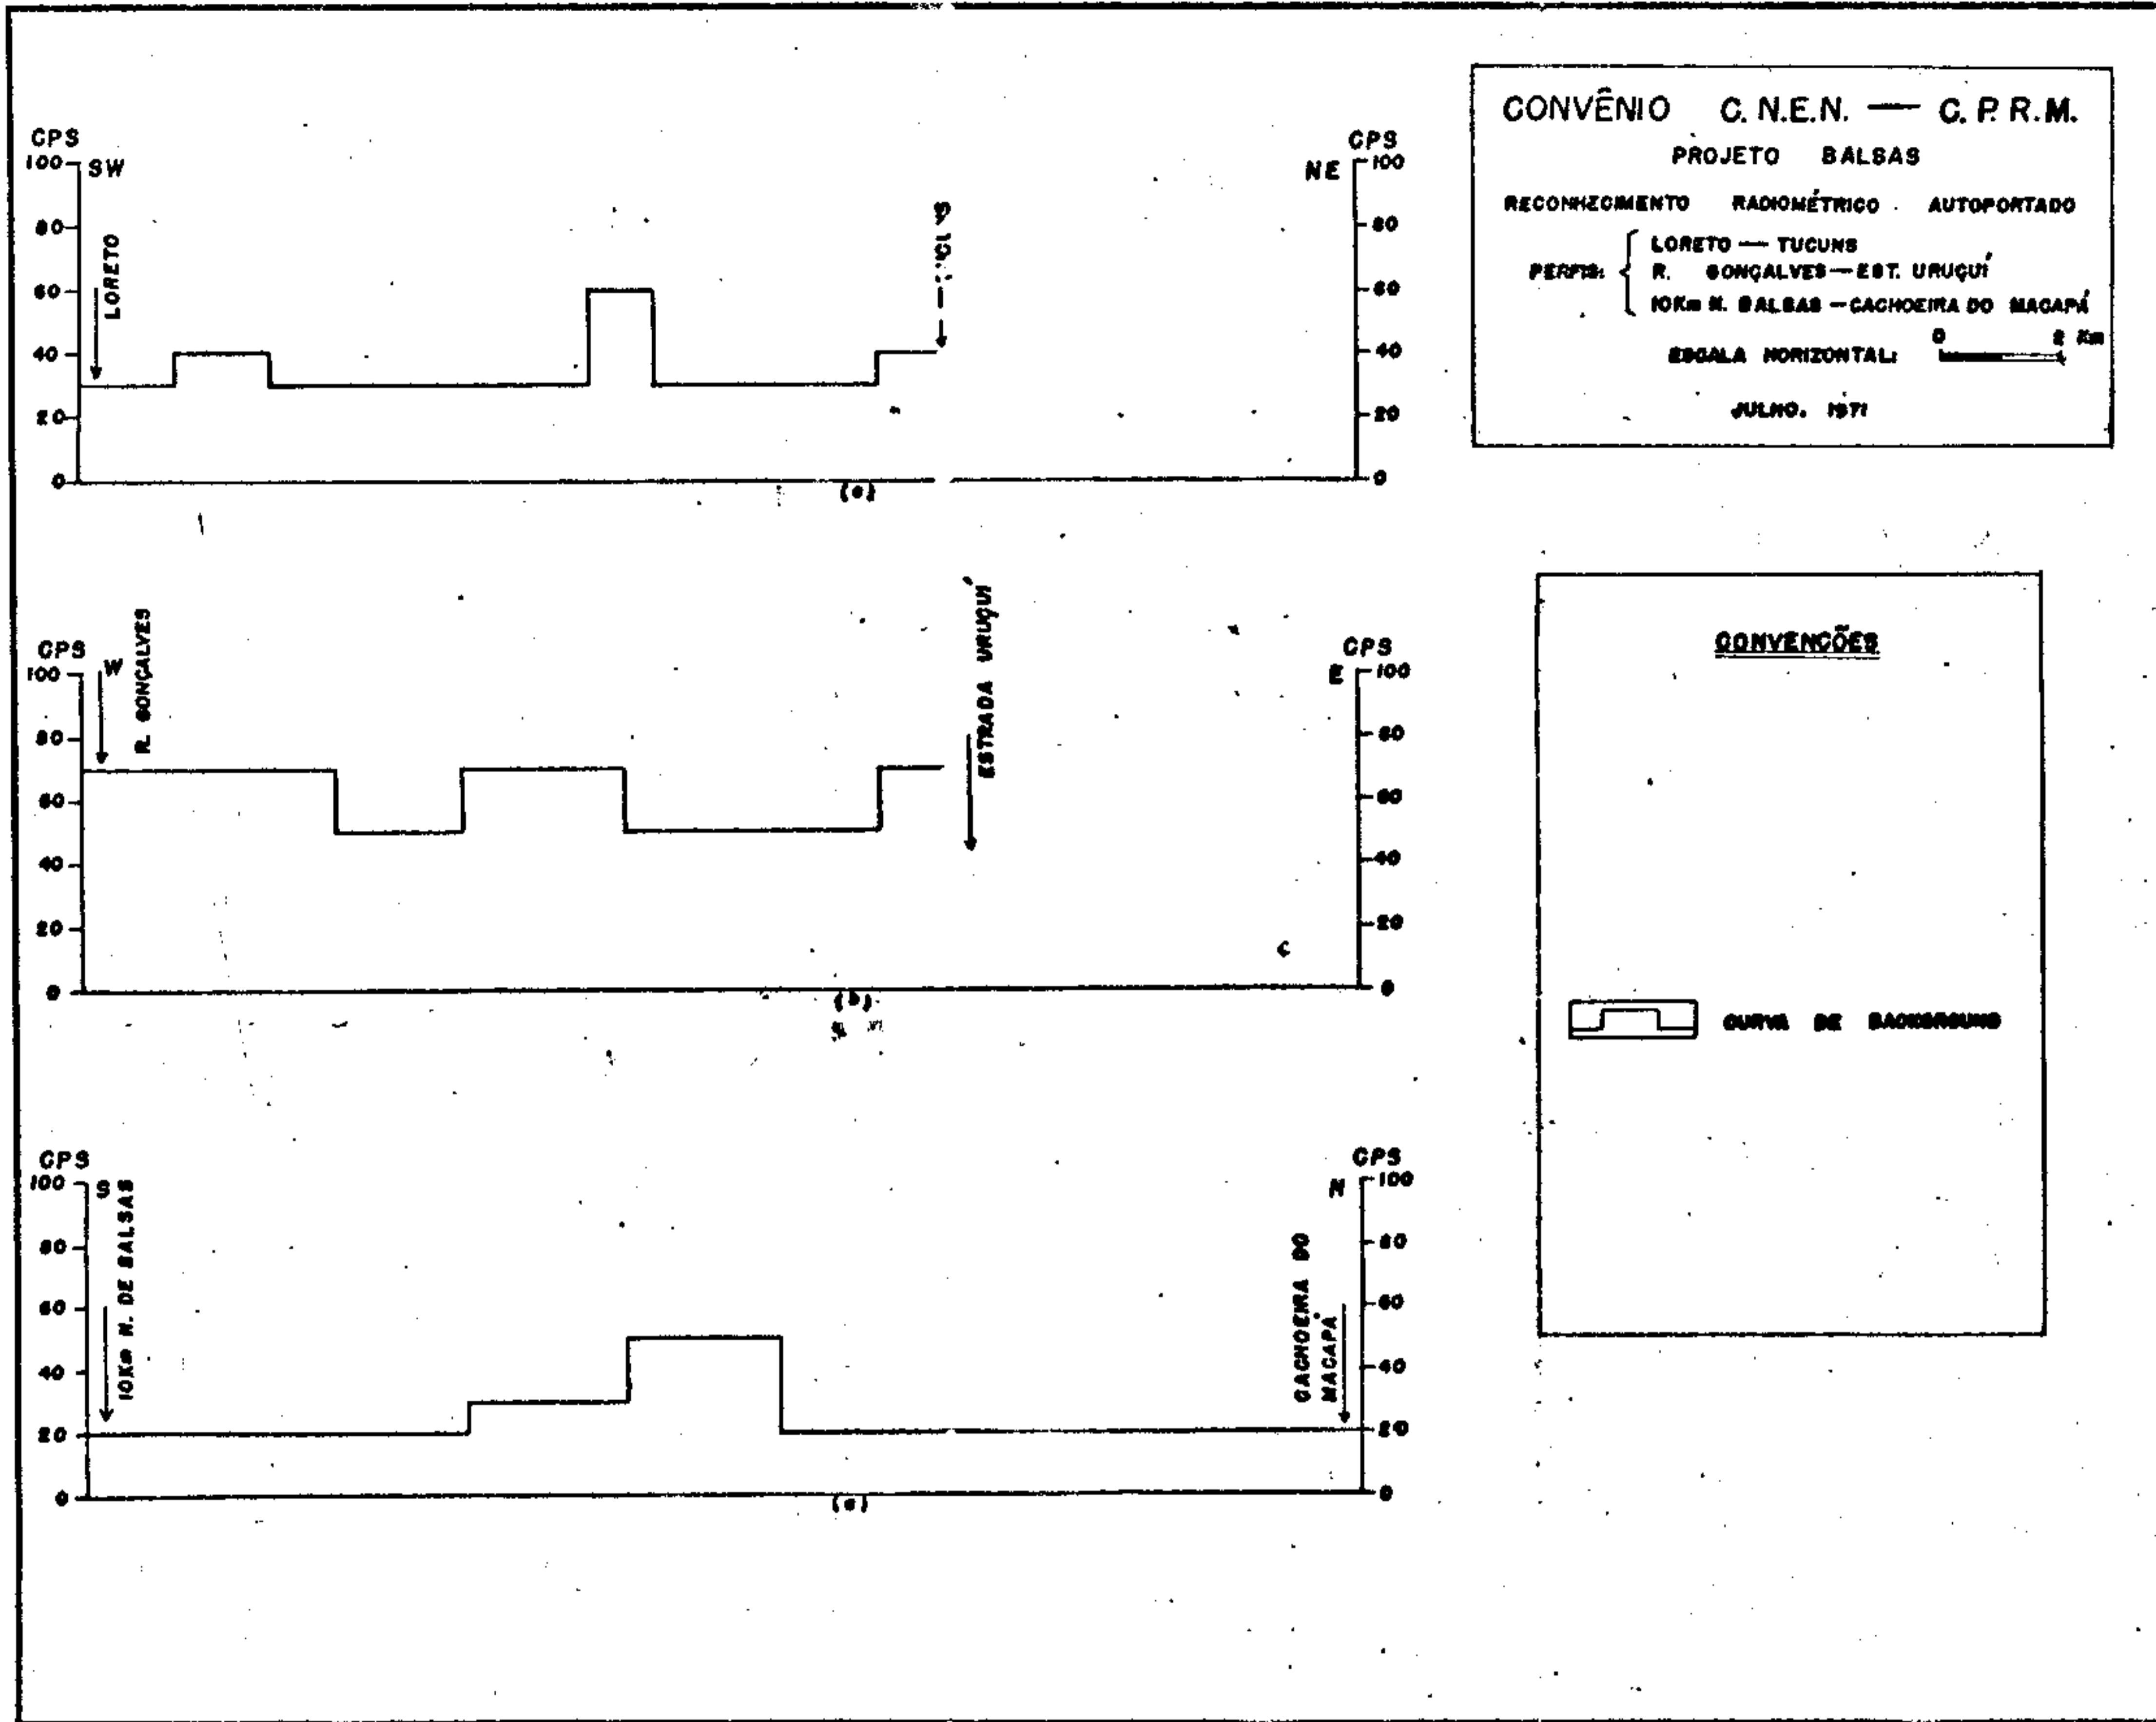 CONVÊNIO C.N.E.N. — C.P.R.M.
PROJETO BALSAS
RECONHECIMENTO RADIOMÉTRICO AUTOPORTADO
PERFIS:
LORETO — TUCUNS
R. GONÇALVES — EST. URUÇUÍ
10Km N. BALSAS — CACHOEIRA DO MACAPÁ
ESCALA HORIZONTAL:
0 2 Km
JULHO. 1971
CPS
100
SW
80
60
40
20
0
LORETO
CPS
NE
100
80
60
40
20
0
CPS
W
R. GONÇALVES
100
80
60
40
20
0
ESTRADA URUÇUÍ
CPS
E
100
80
60
40
20
0
(b)
CONVENÇÕES
CURVA DE BACKGROUND
CPS
100
S
10Km N. DE BALSAS
80
60
40
20
0
CPS
N
100
80
60
40
20
0
CACHOEIRA DO
MACAPÁ